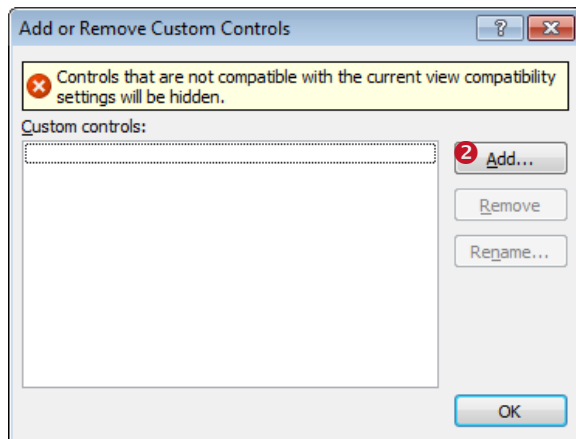 Add or Remove Custom Controls
Controls that are not compatible with the current view compatibility
settings will be hidden.
Custom controls:
2
Add...
Remove
Rename...
OK